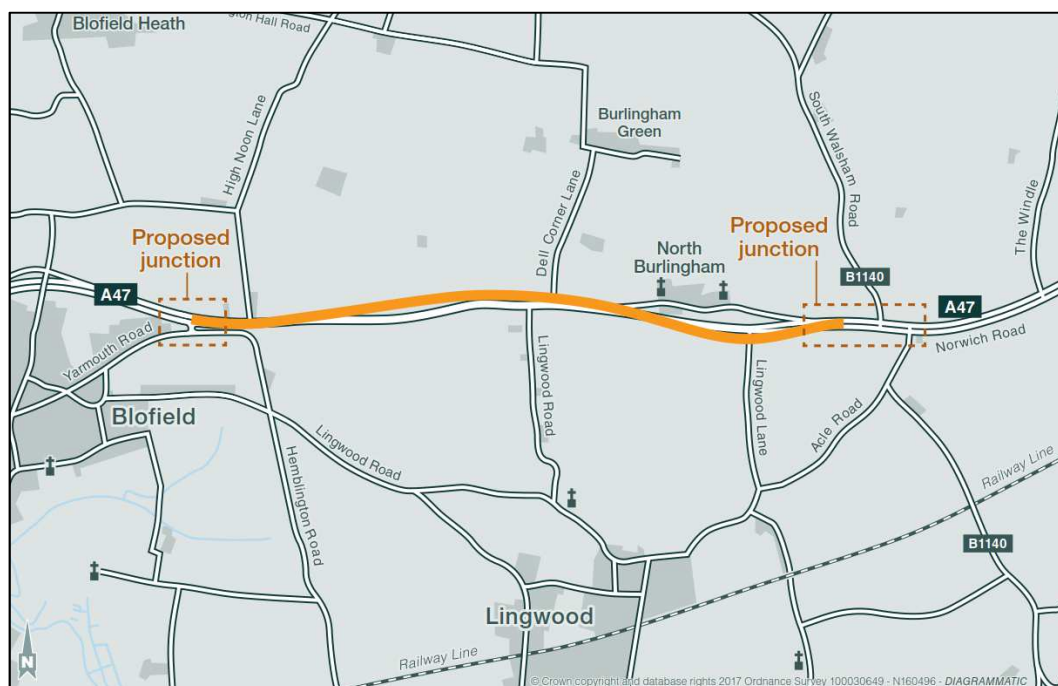 Blofield Heath
Hall Road
High Noon Lane
Burlingham
Green
South Walsham Road
The Windle
Dell Corner Lane
Proposed
junction
North
Burlingham
Proposed
junction
B1140
A47
A47
Norwich Road
Yarmouth Road
Blofield
Lingwood Road
Hemblington Road
Lingwood Road
Lingwood Lane
Acle Road
Railway Line
B1140
Lingwood
Railway Line
N
© Crown copyright and database rights 2017 Ordnance Survey 100030649 - N160496 - DIAGRAMMATIC